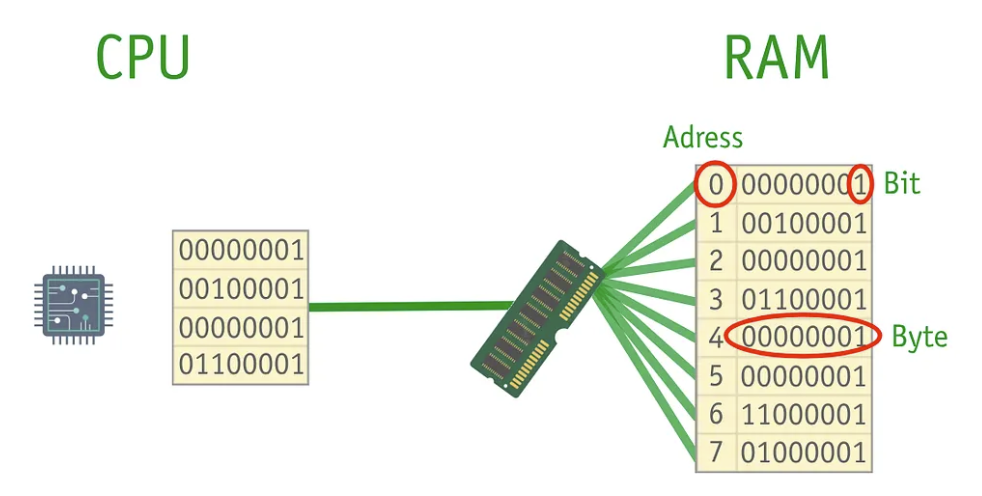 CPU
RAM
Adress
00000001
00100001
00000001
01100001
0 00000001 Bit
1 00100001
2 00000001
3 01100001
4 00000001 Byte
5 00000001
6 11000001
7 01000001